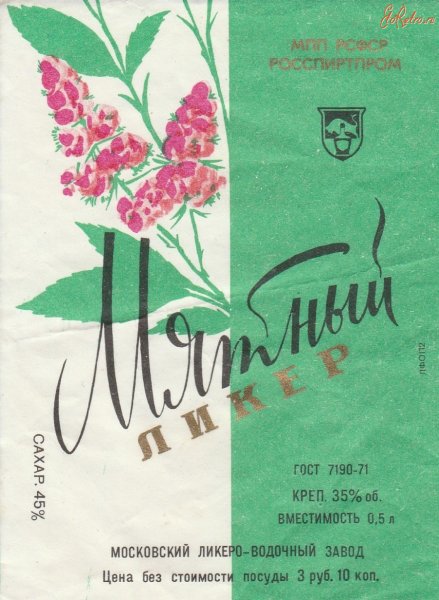 МПП РСФСР
РОССПИРТПРОМ
Мятный
ЛИКЕР
ЛФОП2
САХАР. 45%
ГОСТ 7190-71
КРЕП. 35% об.
ВМЕСТИМОСТЬ 0,5 л
МОСКОВСКИЙ ЛИКЕРО-ВОДОЧНЫЙ ЗАВОД
Цена без стоимости посуды 3 руб. 10 коп.